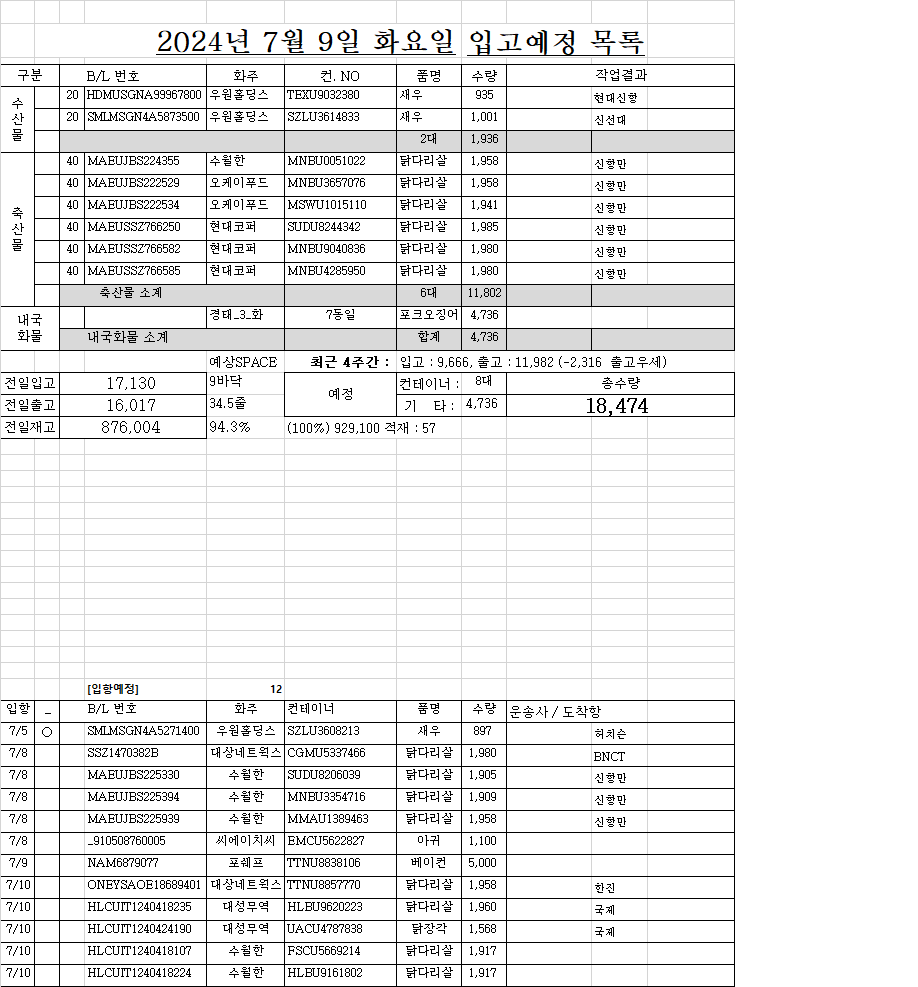 2024년 7월 9일 화요일 입고예정 목록
구분 B/L 번호 화주 컨. NO 품명 수량 작업결과
수산물
20 HDMUSGNA99967800 우원홀딩스 TEXU9032380 새우 935 현대신항
20 SMLMSGN4A5873500 우원홀딩스 SZLU3614833 새우 1,001 신선대
2대 1,936
축산물
40 MAEUJBS224355 수월한 MNBU0051022 닭다리살 1,958 신항만
40 MAEUJBS222529 오케이푸드 MNBU3657076 닭다리살 1,958 신항만
40 MAEUJBS222534 오케이푸드 MSWU1015110 닭다리살 1,941 신항만
40 MAEUSSZ766250 현대코퍼 SUDU8244342 닭다리살 1,985 신항만
40 MAEUSSZ766582 현대코퍼 MNBU9040836 닭다리살 1,980 신항만
40 MAEUSSZ766585 현대코퍼 MNBU4285950 닭다리살 1,980 신항만
축산물 소계 6대 11,802
내국화물
경태_3_화 7동일 포크오징어 4,736
내국화물 소계 합계 4,736
예상SPACE 최근 4주간 : 입고 : 9,666, 출고 : 11,982 (-2,316 출고우세)
전일입고 17,130 9바닥 예정 컨테이너 : 8대 총수량
전일출고 16,017 34.5줄 기 타 : 4,736 18,474
전일재고 876,004 94.3% (100%) 929,100 적재 : 57
[입항예정] 12
입항 _ B/L 번호 화주 컨테이너 품명 수량 운송사 / 도착항
7/5 ○ SMLMSGN4A5271400 우원홀딩스 SZLU3608213 새우 897 허치슨
7/8 SSZ1470382B 대상네트웍스 CGMU5337466 닭다리살 1,980 BNCT
7/8 MAEUJBS225330 수월한 SUDU8206039 닭다리살 1,905 신항만
7/8 MAEUJBS225394 수월한 MNBU3354716 닭다리살 1,909 신항만
7/8 MAEUJBS225939 수월한 MMAU1389463 닭다리살 1,958 신항만
7/8 _910508760005 씨에이치씨 EMCU5622827 아귀 1,100
7/9 NAM6879077 포쉐프 TTNU8838106 베이컨 5,000
7/10 ONEYSAOE18689401 대상네트웍스 TTNU8857770 닭다리살 1,958 한진
7/10 HLCUIT1240418235 대성무역 HLBU9620223 닭다리살 1,960 국제
7/10 HLCUIT1240424190 대성무역 UACU4787838 닭장각 1,568 국제
7/10 HLCUIT1240418107 수월한 FSCU5669214 닭다리살 1,917
7/10 HLCUIT1240418224 수월한 HLBU9161802 닭다리살 1,917